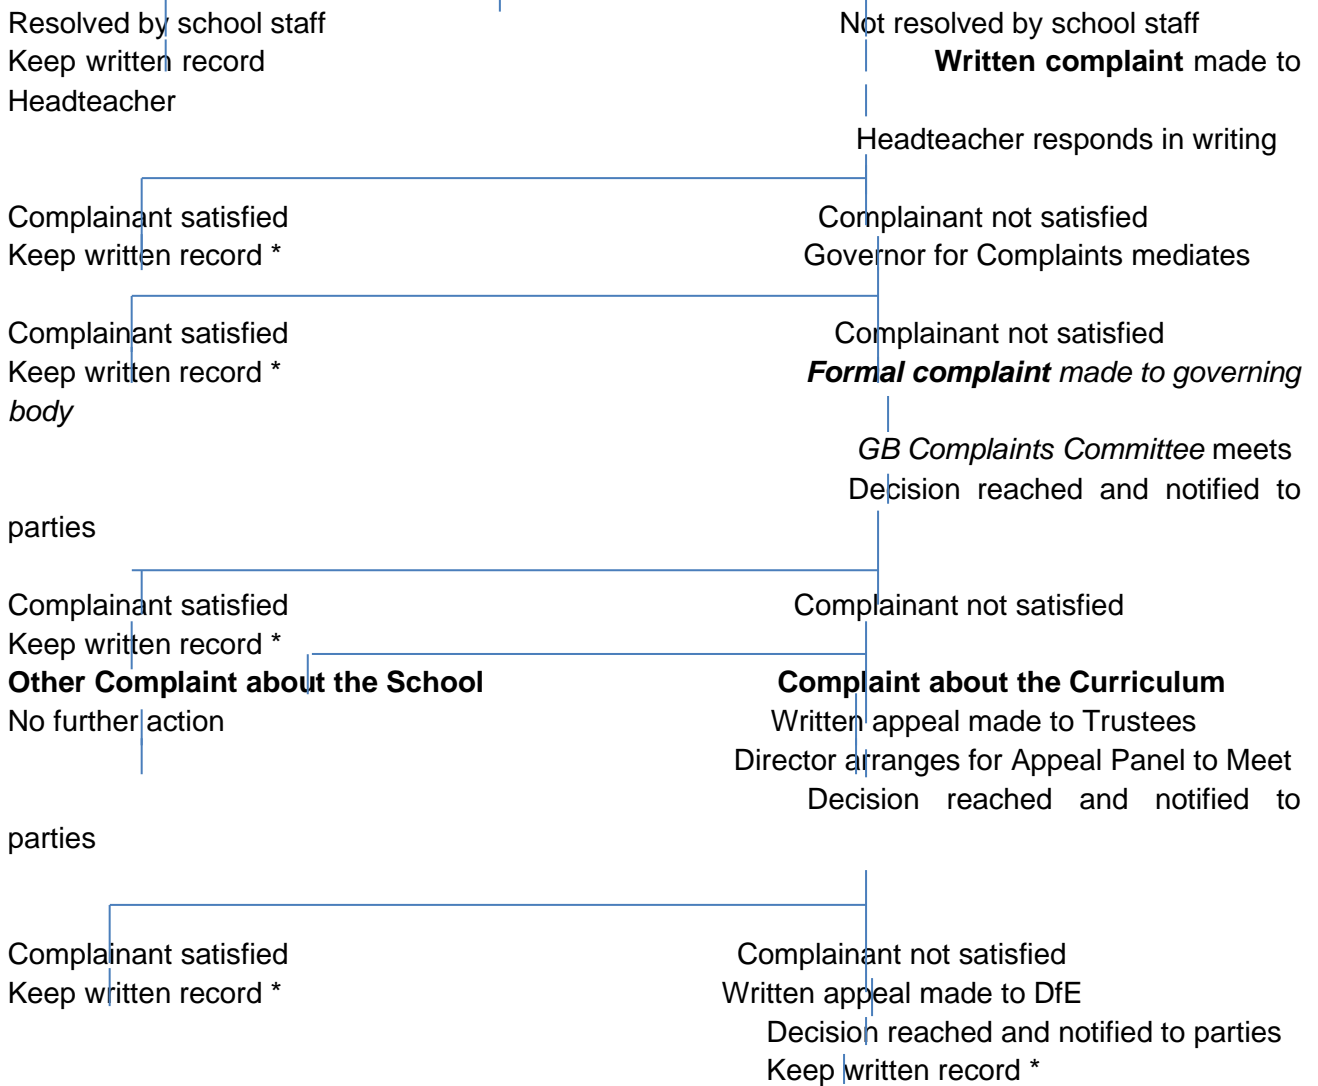 Resolved by school staff Not resolved by school staff
Keep written record Written complaint made to
Headteacher
Headteacher responds in writing
Complainant satisfied Complainant not satisfied
Keep written record * Governor for Complaints mediates
Complainant satisfied Complainant not satisfied
Keep written record * Formal complaint made to governing
body
GB Complaints Committee meets
Decision reached and notified to
parties
Complainant satisfied Complainant not satisfied
Keep written record *
Other Complaint about the School Complaint about the Curriculum
No further action Written appeal made to Trustees
Director arranges for Appeal Panel to Meet
Decision reached and notified to
parties
Complainant satisfied Complainant not satisfied
Keep written record * Written appeal made to DfE
Decision reached and notified to parties
Keep written record *